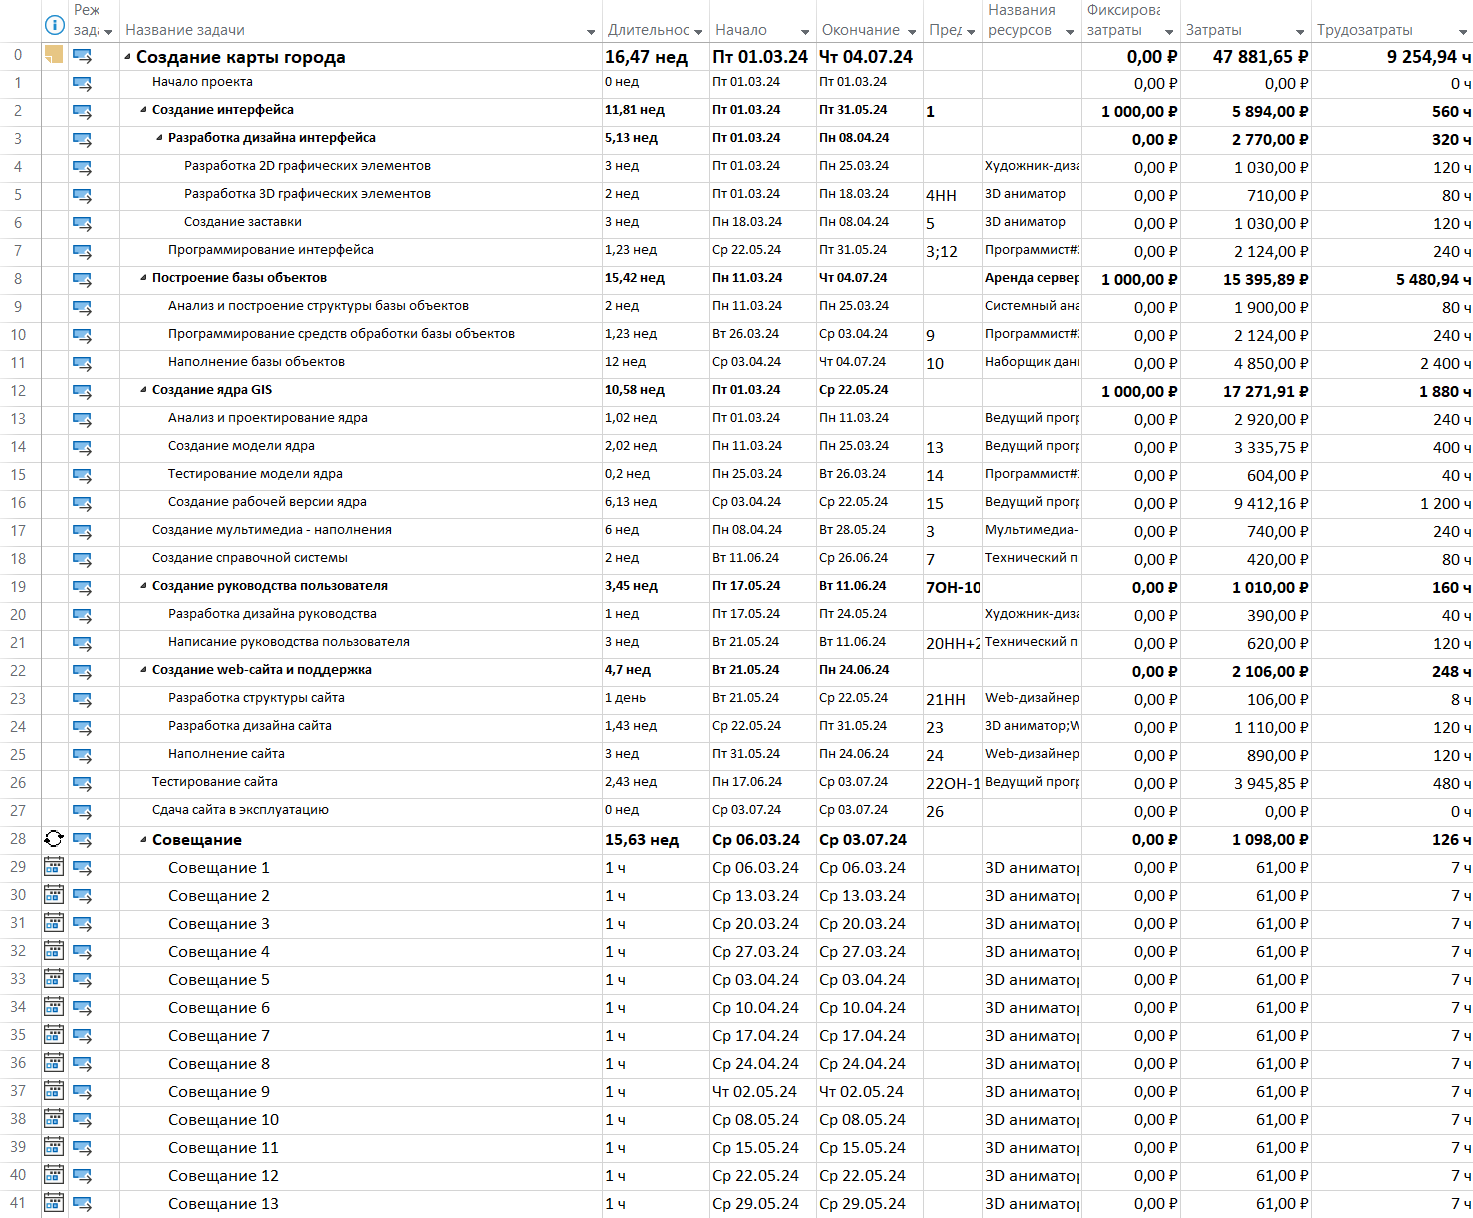 Реж зада Название задачи Длительнос Начало Окончание Пред Названия ресурсов Фиксирова затраты Затраты Трудозатраты
0 Создание карты города 16,47 нед Пт 01.03.24 Чт 04.07.24 0,00 ₽ 47 881,65 ₽ 9 254,94 ч
1 Начало проекта 0 нед Пт 01.03.24 Пт 01.03.24 0,00 ₽ 0,00 ₽ 0 ч
2 Создание интерфейса 11,81 нед Пт 01.03.24 Пт 31.05.24 1 1 000,00 ₽ 5 894,00 ₽ 560 ч
3 Разработка дизайна интерфейса 5,13 нед Пт 01.03.24 Пн 08.04.24 0,00 ₽ 2 770,00 ₽ 320 ч
4 Разработка 2D графических элементов 3 нед Пт 01.03.24 Пн 25.03.24 Художник-диза 0,00 ₽ 1 030,00 ₽ 120 ч
5 Разработка 3D графических элементов 2 нед Пт 01.03.24 Пн 18.03.24 4НН 3D аниматор 0,00 ₽ 710,00 ₽ 80 ч
6 Создание заставки 3 нед Пн 18.03.24 Пн 08.04.24 5 3D аниматор 0,00 ₽ 1 030,00 ₽ 120 ч
7 Программирование интерфейса 1,23 нед Ср 22.05.24 Пт 31.05.24 3;12 Программист#: 0,00 ₽ 2 124,00 ₽ 240 ч
8 Построение базы объектов 15,42 нед Пн 11.03.24 Чт 04.07.24 Аренда сервер 1 000,00 ₽ 15 395,89 ₽ 5 480,94 ч
9 Анализ и построение структуры базы объектов 2 нед Пн 11.03.24 Пн 25.03.24 Системный ана 0,00 ₽ 1 900,00 ₽ 80 ч
10 Программирование средств обработки базы объектов 1,23 нед Вт 26.03.24 Ср 03.04.24 9 Программист#: 0,00 ₽ 2 124,00 ₽ 240 ч
11 Наполнение базы объектов 12 нед Ср 03.04.24 Чт 04.07.24 10 Наборщик данн 0,00 ₽ 4 850,00 ₽ 2 400 ч
12 Создание ядра GIS 10,58 нед Пт 01.03.24 Ср 22.05.24 1 000,00 ₽ 17 271,91 ₽ 1 880 ч
13 Анализ и проектирование ядра 1,02 нед Пт 01.03.24 Пн 11.03.24 Ведущий прогр 0,00 ₽ 2 920,00 ₽ 240 ч
14 Создание модели ядра 2,02 нед Пн 11.03.24 Пн 25.03.24 13 Ведущий прогр 0,00 ₽ 3 335,75 ₽ 400 ч
15 Тестирование модели ядра 0,2 нед Пн 25.03.24 Вт 26.03.24 14 Программист#: 0,00 ₽ 604,00 ₽ 40 ч
16 Создание рабочей версии ядра 6,13 нед Ср 03.04.24 Ср 22.05.24 15 Ведущий прогр 0,00 ₽ 9 412,16 ₽ 1 200 ч
17 Создание мультимедиа - наполнения 6 нед Пн 08.04.24 Вт 28.05.24 3 Мультимедиа- 0,00 ₽ 740,00 ₽ 240 ч
18 Создание справочной системы 2 нед Вт 11.06.24 Ср 26.06.24 7 Технический п 0,00 ₽ 420,00 ₽ 80 ч
19 Создание руководства пользователя 3,45 нед Пт 17.05.24 Вт 11.06.24 7ОН-10 0,00 ₽ 1 010,00 ₽ 160 ч
20 Разработка дизайна руководства 1 нед Пт 17.05.24 Пт 24.05.24 Художник-диза 0,00 ₽ 390,00 ₽ 40 ч
21 Написание руководства пользователя 3 нед Вт 21.05.24 Вт 11.06.24 20НН+2 Технический п 0,00 ₽ 620,00 ₽ 120 ч
22 Создание web-сайта и поддержка 4,7 нед Вт 21.05.24 Пн 24.06.24 0,00 ₽ 2 106,00 ₽ 248 ч
23 Разработка структуры сайта 1 день Вт 21.05.24 Ср 22.05.24 21НН Web-дизайнер 0,00 ₽ 106,00 ₽ 8 ч
24 Разработка дизайна сайта 1,43 нед Ср 22.05.24 Пт 31.05.24 23 3D аниматор;W 0,00 ₽ 1 110,00 ₽ 120 ч
25 Наполнение сайта 3 нед Пт 31.05.24 Пн 24.06.24 24 Web-дизайнер 0,00 ₽ 890,00 ₽ 120 ч
26 Тестирование сайта 2,43 нед Пн 17.06.24 Ср 03.07.24 22ОН-1 Ведущий прогр 0,00 ₽ 3 945,85 ₽ 480 ч
27 Сдача сайта в эксплуатацию 0 нед Ср 03.07.24 Ср 03.07.24 26 0,00 ₽ 0,00 ₽ 0 ч
28 Совещание 15,63 нед Ср 06.03.24 Ср 03.07.24 0,00 ₽ 1 098,00 ₽ 126 ч
29 Совещание 1 1 ч Ср 06.03.24 Ср 06.03.24 3D аниматор 0,00 ₽ 61,00 ₽ 7 ч
30 Совещание 2 1 ч Ср 13.03.24 Ср 13.03.24 3D аниматор 0,00 ₽ 61,00 ₽ 7 ч
31 Совещание 3 1 ч Ср 20.03.24 Ср 20.03.24 3D аниматор 0,00 ₽ 61,00 ₽ 7 ч
32 Совещание 4 1 ч Ср 27.03.24 Ср 27.03.24 3D аниматор 0,00 ₽ 61,00 ₽ 7 ч
33 Совещание 5 1 ч Ср 03.04.24 Ср 03.04.24 3D аниматор 0,00 ₽ 61,00 ₽ 7 ч
34 Совещание 6 1 ч Ср 10.04.24 Ср 10.04.24 3D аниматор 0,00 ₽ 61,00 ₽ 7 ч
35 Совещание 7 1 ч Ср 17.04.24 Ср 17.04.24 3D аниматор 0,00 ₽ 61,00 ₽ 7 ч
36 Совещание 8 1 ч Ср 24.04.24 Ср 24.04.24 3D аниматор 0,00 ₽ 61,00 ₽ 7 ч
37 Совещание 9 1 ч Чт 02.05.24 Чт 02.05.24 3D аниматор 0,00 ₽ 61,00 ₽ 7 ч
38 Совещание 10 1 ч Ср 08.05.24 Ср 08.05.24 3D аниматор 0,00 ₽ 61,00 ₽ 7 ч
39 Совещание 11 1 ч Ср 15.05.24 Ср 15.05.24 3D аниматор 0,00 ₽ 61,00 ₽ 7 ч
40 Совещание 12 1 ч Ср 22.05.24 Ср 22.05.24 3D аниматор 0,00 ₽ 61,00 ₽ 7 ч
41 Совещание 13 1 ч Ср 29.05.24 Ср 29.05.24 3D аниматор 0,00 ₽ 61,00 ₽ 7 ч